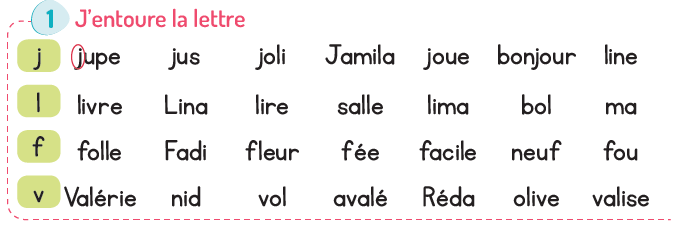 1 J'entoure la lettre
j jupe jus joli Jamila joue bonjour line
l livre Lina lire salle lima bol ma
f folle Fadi fleur fée facile neuf fou
v Valérie nid vol avalé Réda olive valise